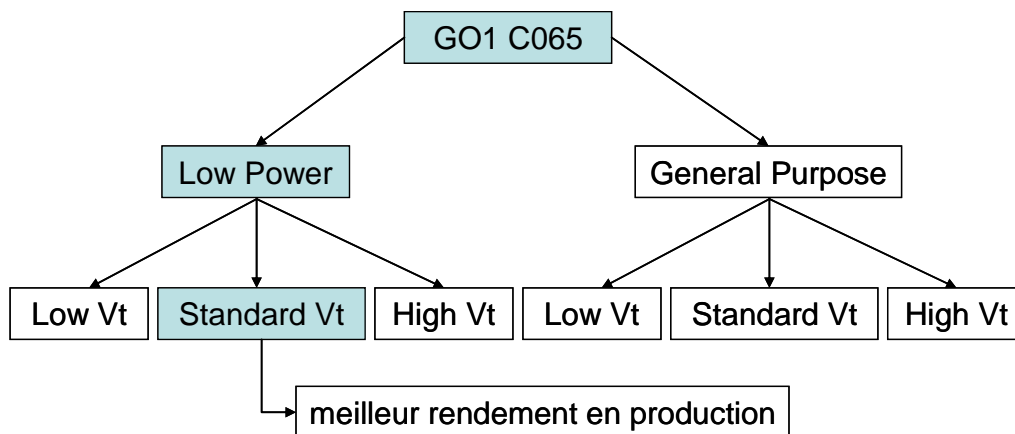 GO1 C065
Low Power
General Purpose
Low Vt
Standard Vt
High Vt
Low Vt
Standard Vt
High Vt
meilleur rendement en production